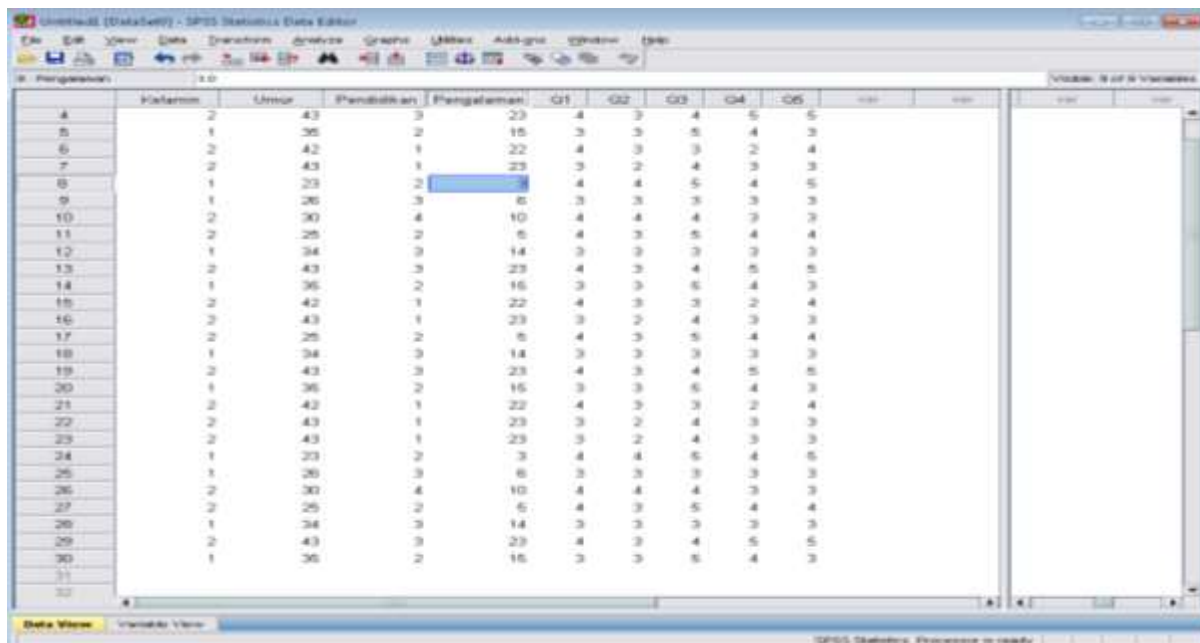 Untitled1 [DataSet0] - SPSS Statistics Data Editor
File Edit View Data Transform Analyze Graphs Utilities Add-ons Window Help
Pengalaman 3.0 Visible: 9 of 9 Variables
Kelamin Umur Pendidikan Pengalaman Q1 Q2 Q3 Q4 Q5 var var var var
4 2 43 3 23 4 3 4 5 5
5 1 35 2 15 3 3 5 4 3
6 2 42 1 22 4 3 3 2 4
7 2 43 1 23 3 2 4 3 3
8 1 23 2 3 4 4 5 4 5
9 1 26 3 6 3 3 3 3 3
10 2 30 4 10 4 4 4 3 3
11 2 25 2 5 4 3 5 4 4
12 1 34 3 14 3 3 3 3 3
13 2 43 3 23 4 3 4 5 5
14 1 35 2 15 3 3 5 4 3
15 2 42 1 22 4 3 3 2 4
16 2 43 1 23 3 2 4 3 3
17 2 25 2 5 4 3 5 4 4
18 1 34 3 14 3 3 3 3 3
19 2 43 3 23 4 3 4 5 5
20 1 35 2 15 3 3 5 4 3
21 2 42 1 22 4 3 3 2 4
22 2 43 1 23 3 2 4 3 3
23 2 43 1 23 3 2 4 3 3
24 1 23 2 3 4 4 5 4 5
25 1 26 3 6 3 3 3 3 3
26 2 30 4 10 4 4 4 3 3
27 2 25 2 5 4 3 5 4 4
28 1 34 3 14 3 3 3 3 3
29 2 43 3 23 4 3 4 5 5
30 1 35 2 15 3 3 5 4 3
31
32
Data View Variable View
SPSS Statistics Processor is ready